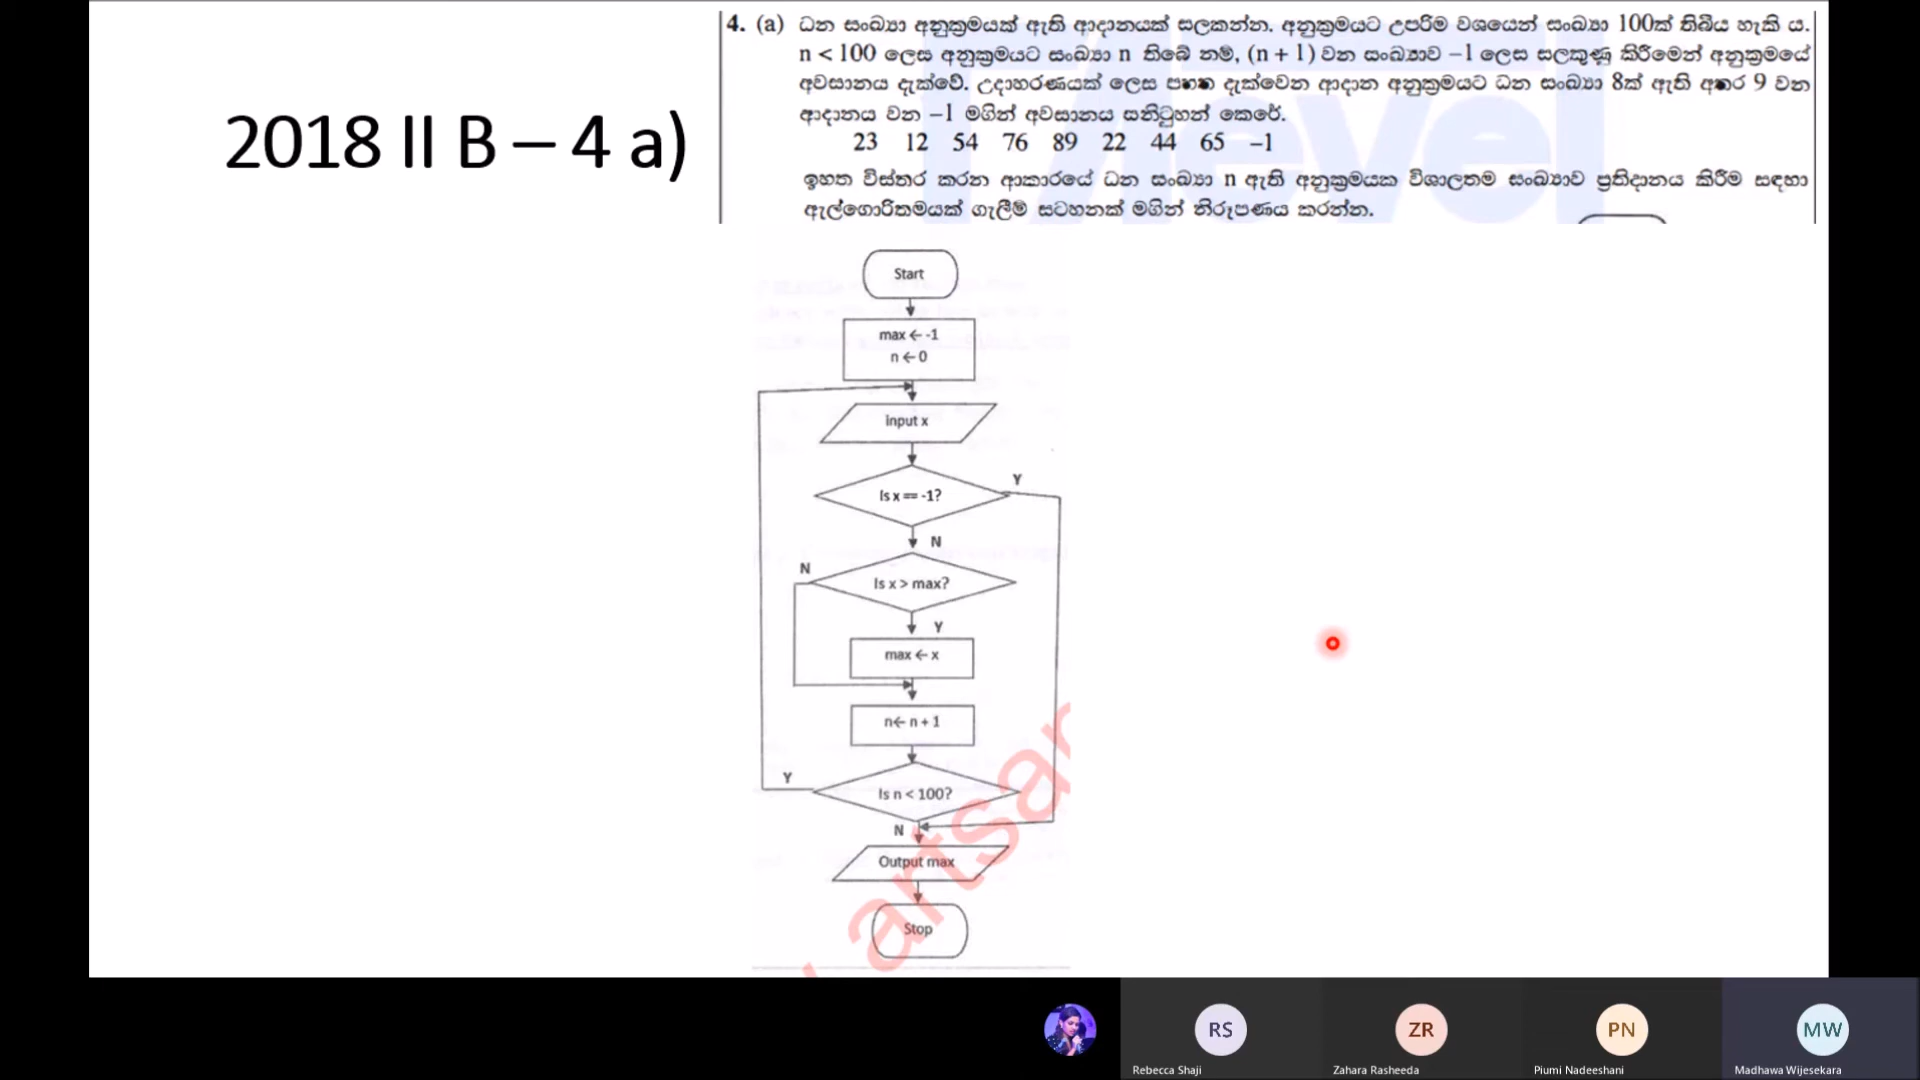 2018 II B – 4 a)
4. (a) ධන සංඛ්‍යා අනුක්‍රමයක් ඇති ආදානයක් සලකන්න. අනුක්‍රමයට උපරිම වශයෙන් සංඛ්‍යා 100ක් තිබිය හැකි ය.
n < 100 ලෙස අනුක්‍රමයට සංඛ්‍යා n තිබේ නම්, (n + 1) වන සංඛ්‍යාව –1 ලෙස සලකුණු කිරීමෙන් අනුක්‍රමයේ
අවසානය දැක්වේ. උදාහරණයක් ලෙස පහත දැක්වෙන ආදාන අනුක්‍රමයට ධන සංඛ්‍යා 8ක් ඇති අතර 9 වන
ආදානය වන –1 මගින් අවසානය සනිටුහන් කෙරේ.
23 12 54 76 89 22 44 65 –1
ඉහත විස්තර කරන ආකාරයේ ධන සංඛ්‍යා n ඇති අනුක්‍රමයක විශාලතම සංඛ්‍යාව ප්‍රතිදානය කිරීම සඳහා
ඇල්ගොරිතමයක් ගැලීම් සටහනක් මගින් නිරූපණය කරන්න.
Start
max ← -1
n ← 0
Input x
Is x == -1?
Y
N
Is x > max?
N
Y
max ← x
n← n + 1
Is n < 100?
Y
N
Output max
Stop
RS
ZR
PN
MW
Rebecca Shaji
Zahara Rasheeda
Piumi Nadeeshani
Madhawa Wijesekara